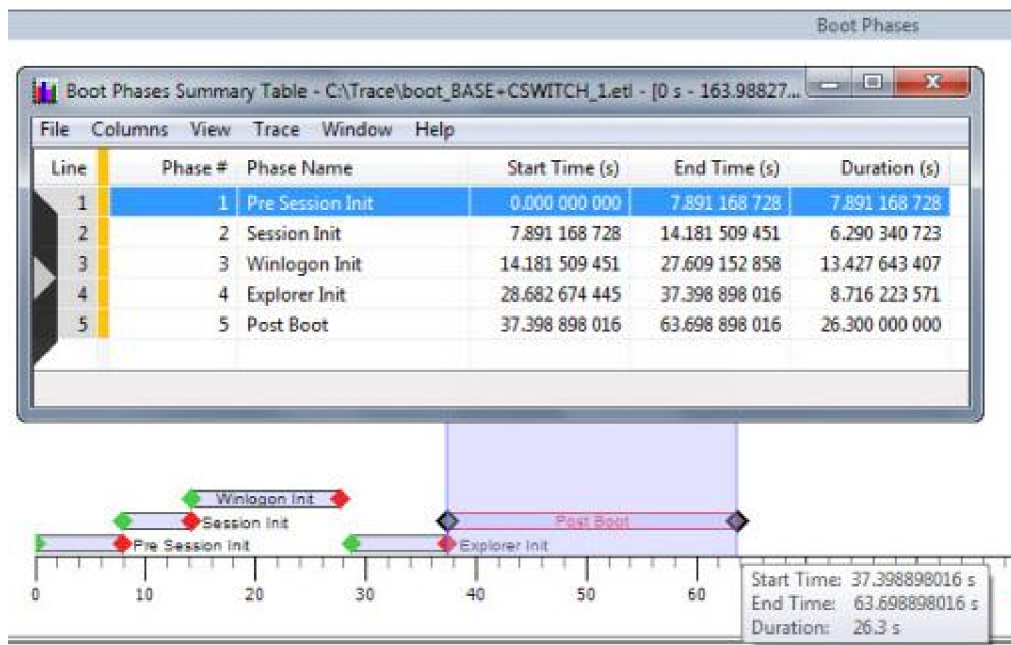 Boot Phases
Boot Phases Summary Table - C:\Trace\boot_BASE+CSWITCH_1.etl - [0 s - 163.98827...
File Columns View Trace Window Help
Line Phase # Phase Name Start Time (s) End Time (s) Duration (s)
1 1 Pre Session Init 0.000 000 000 7.891 168 728 7.891 168 728
2 2 Session Init 7.891 168 728 14.181 509 451 6.290 340 723
3 3 Winlogon Init 14.181 509 451 27.609 152 858 13.427 643 407
4 4 Explorer Init 28.682 674 445 37.398 898 016 8.716 223 571
5 5 Post Boot 37.398 898 016 63.698 898 016 26.300 000 000
Winlogon Init
Session Init Post Boot
Pre Session Init Explorer Init
0 10 20 30 40 50 60
Start Time: 37.398898016 s
End Time: 63.698898016 s
Duration: 26.3 s